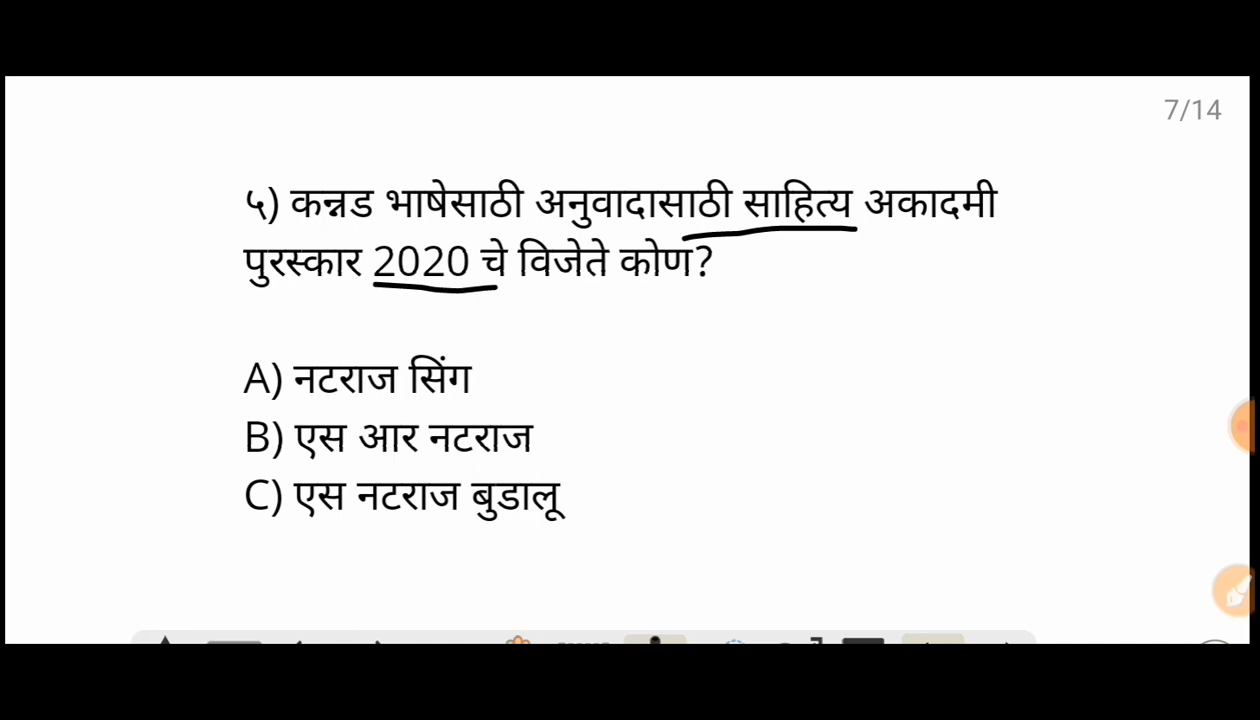 7/14
५) कन्नड भाषेसाठी अनुवादासाठी साहित्य अकादमी
पुरस्कार 2020 चे विजेते कोण?
A) नटराज सिंग
B) एस आर नटराज
C) एस नटराज बुडालू